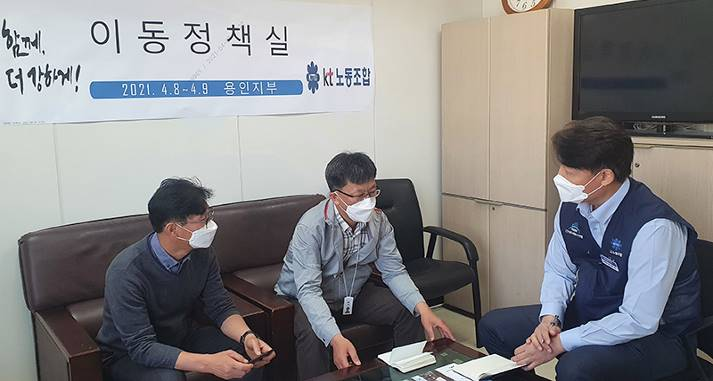 함께,
더 강하게!
이동정책실
2021. 4.8~4.9 용인지부
kt 노동조합
SAMSUNG